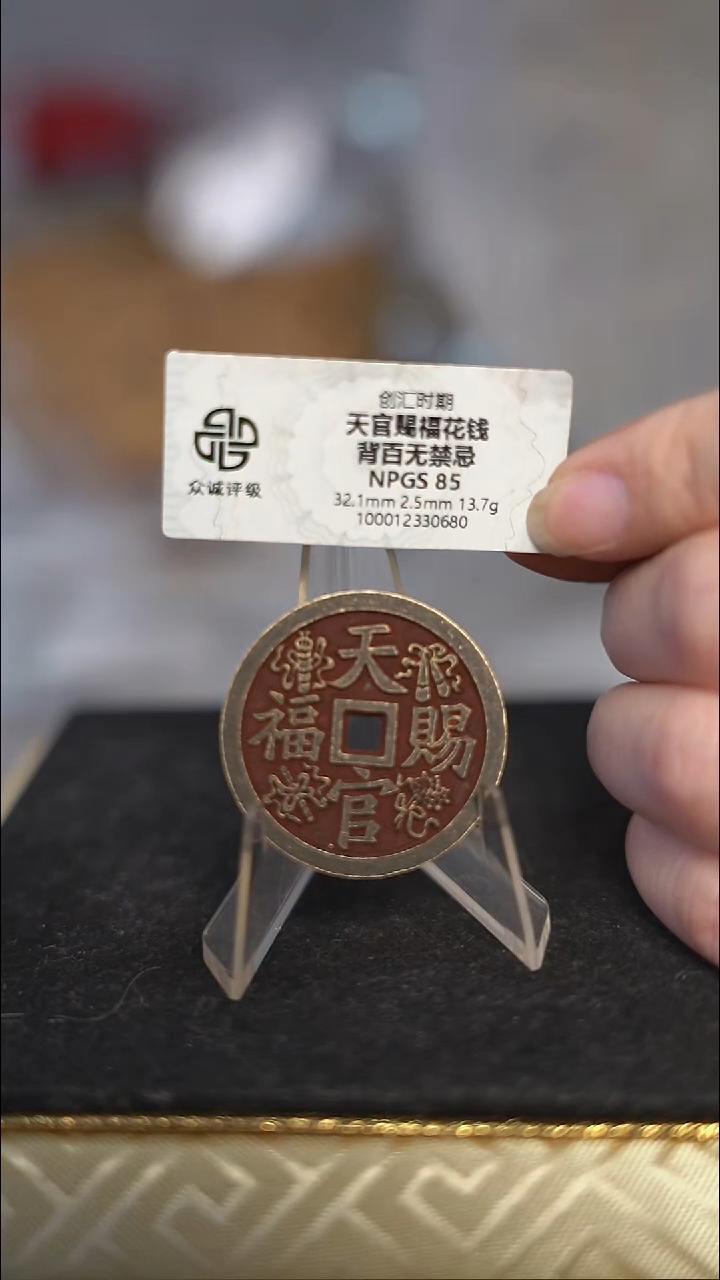 创汇时期
天官赐福花钱
背百无禁忌
NPGS 85
32.1mm 2.5mm 13.7g
100012330680
众诚评级
天官賜福